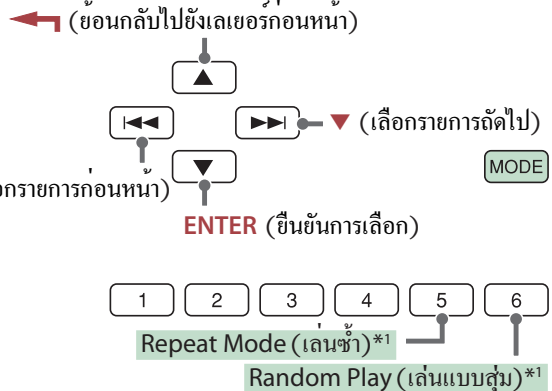 (ย้อนกลับไปยังเลเยอร์ก่อนหน้า)
(เลือกรายการถัดไป)
กรายการก่อนหน้า)
MODE
ENTER (ยืนยันการเลือก)
1 2 3 4 5 6
Repeat Mode (เล่นซ้ำ)*1
Random Play (เล่นแบบสุ่ม)*1